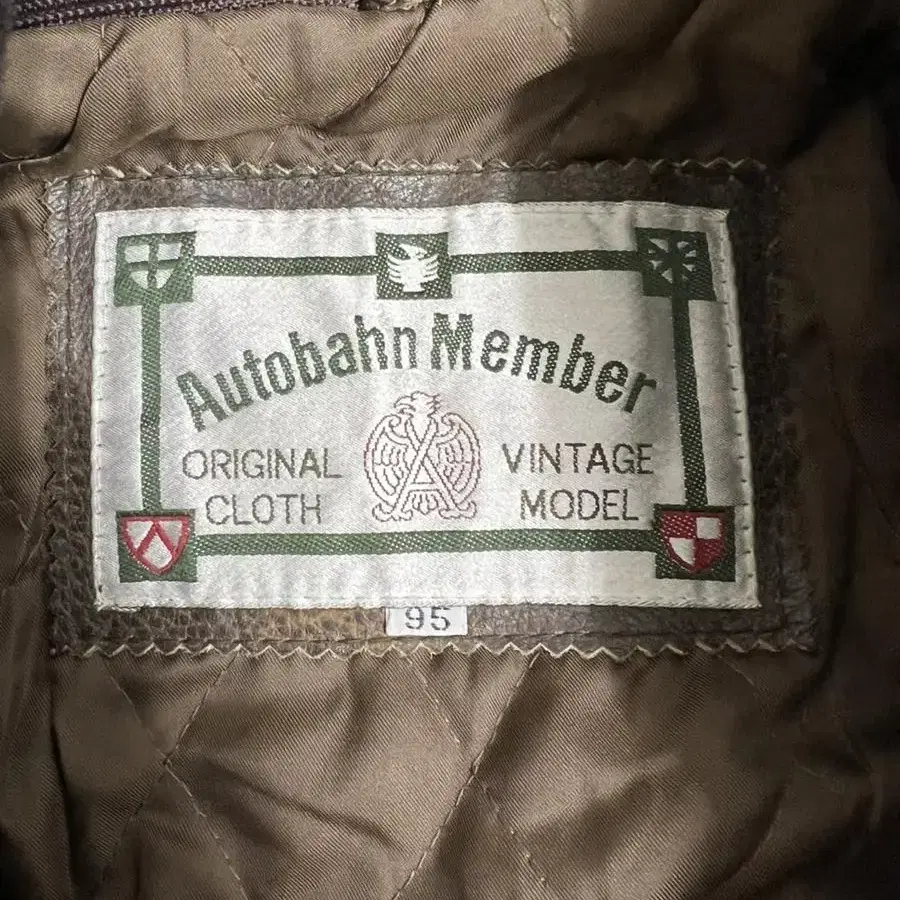 Autobahn Member
ORIGINAL VINTAGE
CLOTH MODEL
95